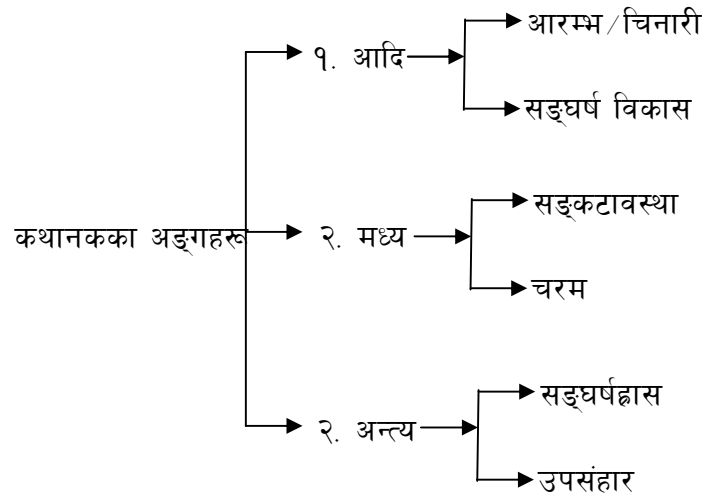 आरम्भ/चिनारी
१. आदि
सङ्घर्ष विकास
सङ्कटावस्था
कथानकका अङ्गहरू
२. मध्य
चरम
सङ्घर्षह्रास
२. अन्त्य
उपसंहार